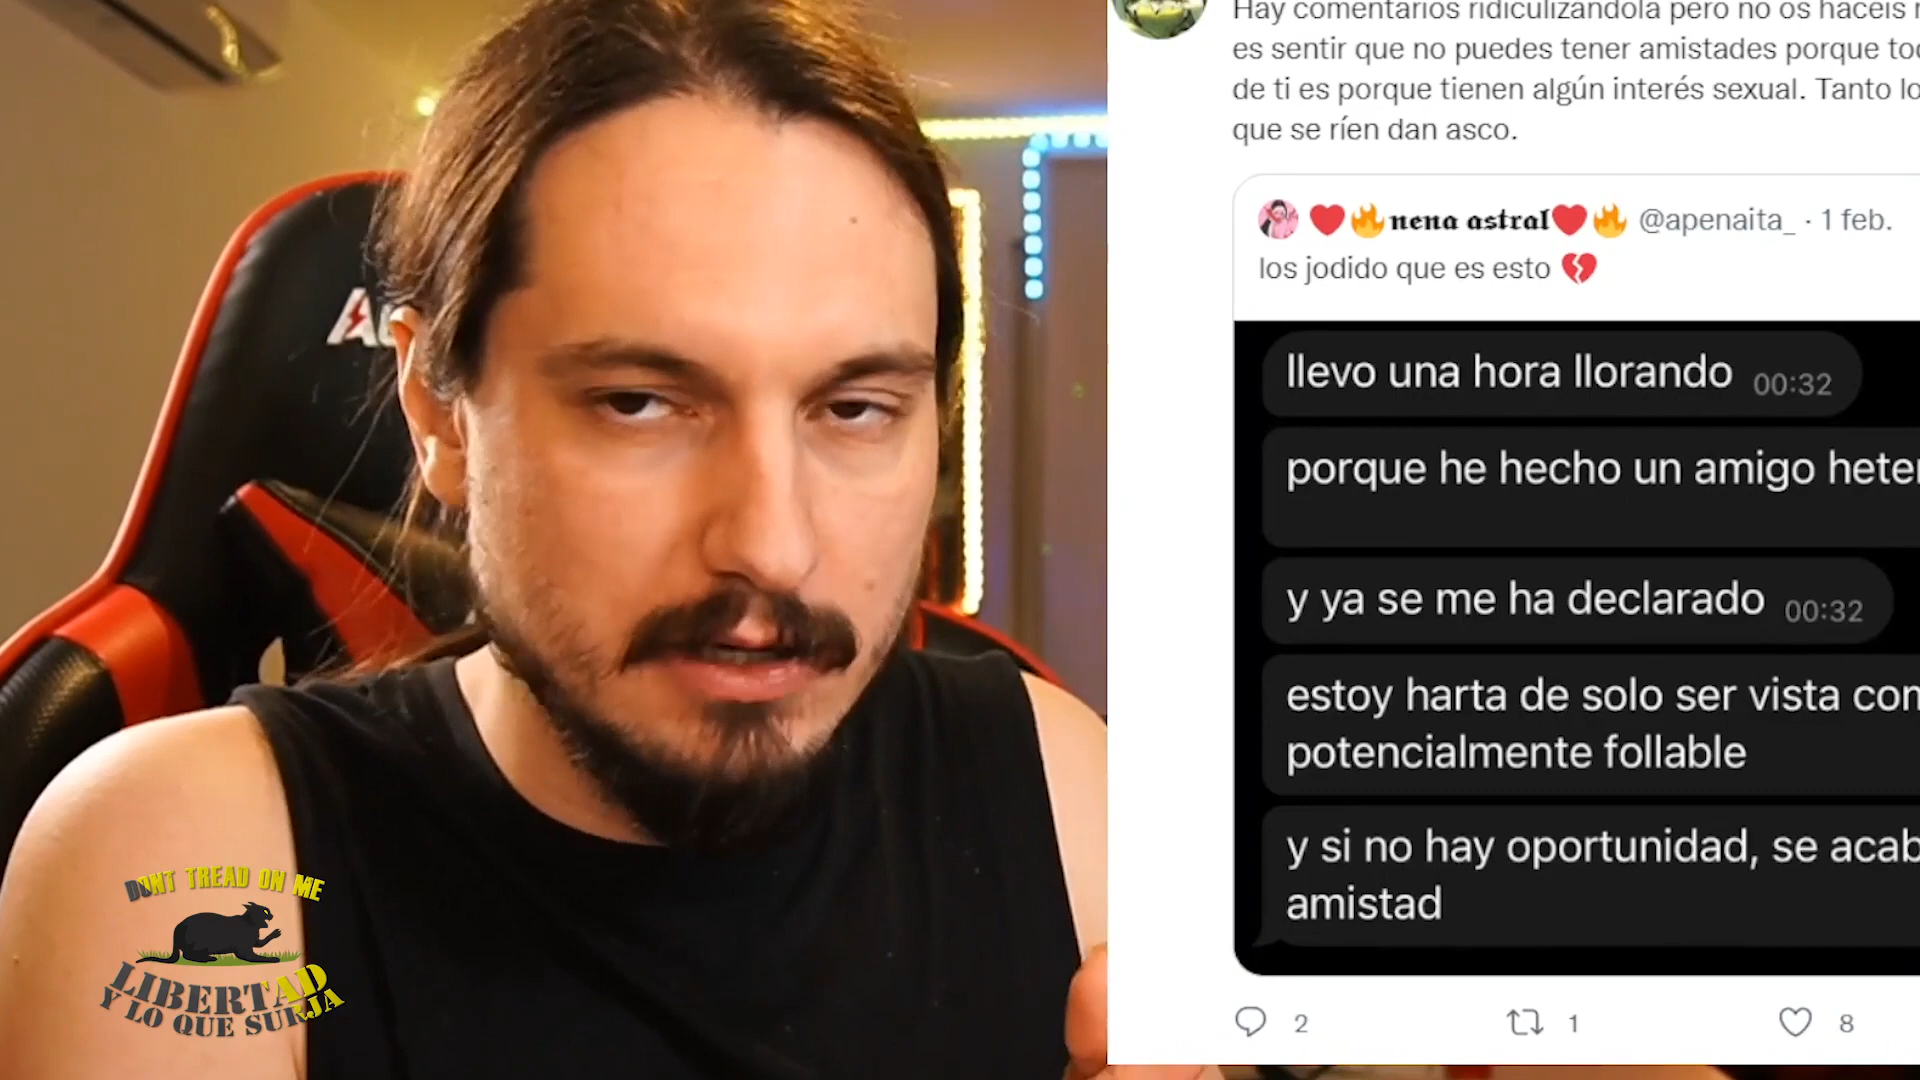 Hay comentarios ridiculizándola pero no os hacéis
es sentir que no puedes tener amistades porque
de ti es porque tienen algún interés sexual. Tanto
que se ríen dan asco.
❤️🔥nena astral❤️🔥 @apenaita_ · 1 feb.
los jodido que es esto 💔
llevo una hora llorando 00:32
porque he hecho un amigo
y ya se me ha declarado 00:32
estoy harta de solo ser vista
potencialmente follable
y si no hay oportunidad, se
amistad
2 1 8
DONT TREAD ON ME
LIBERTAD
Y LO QUE SURJA